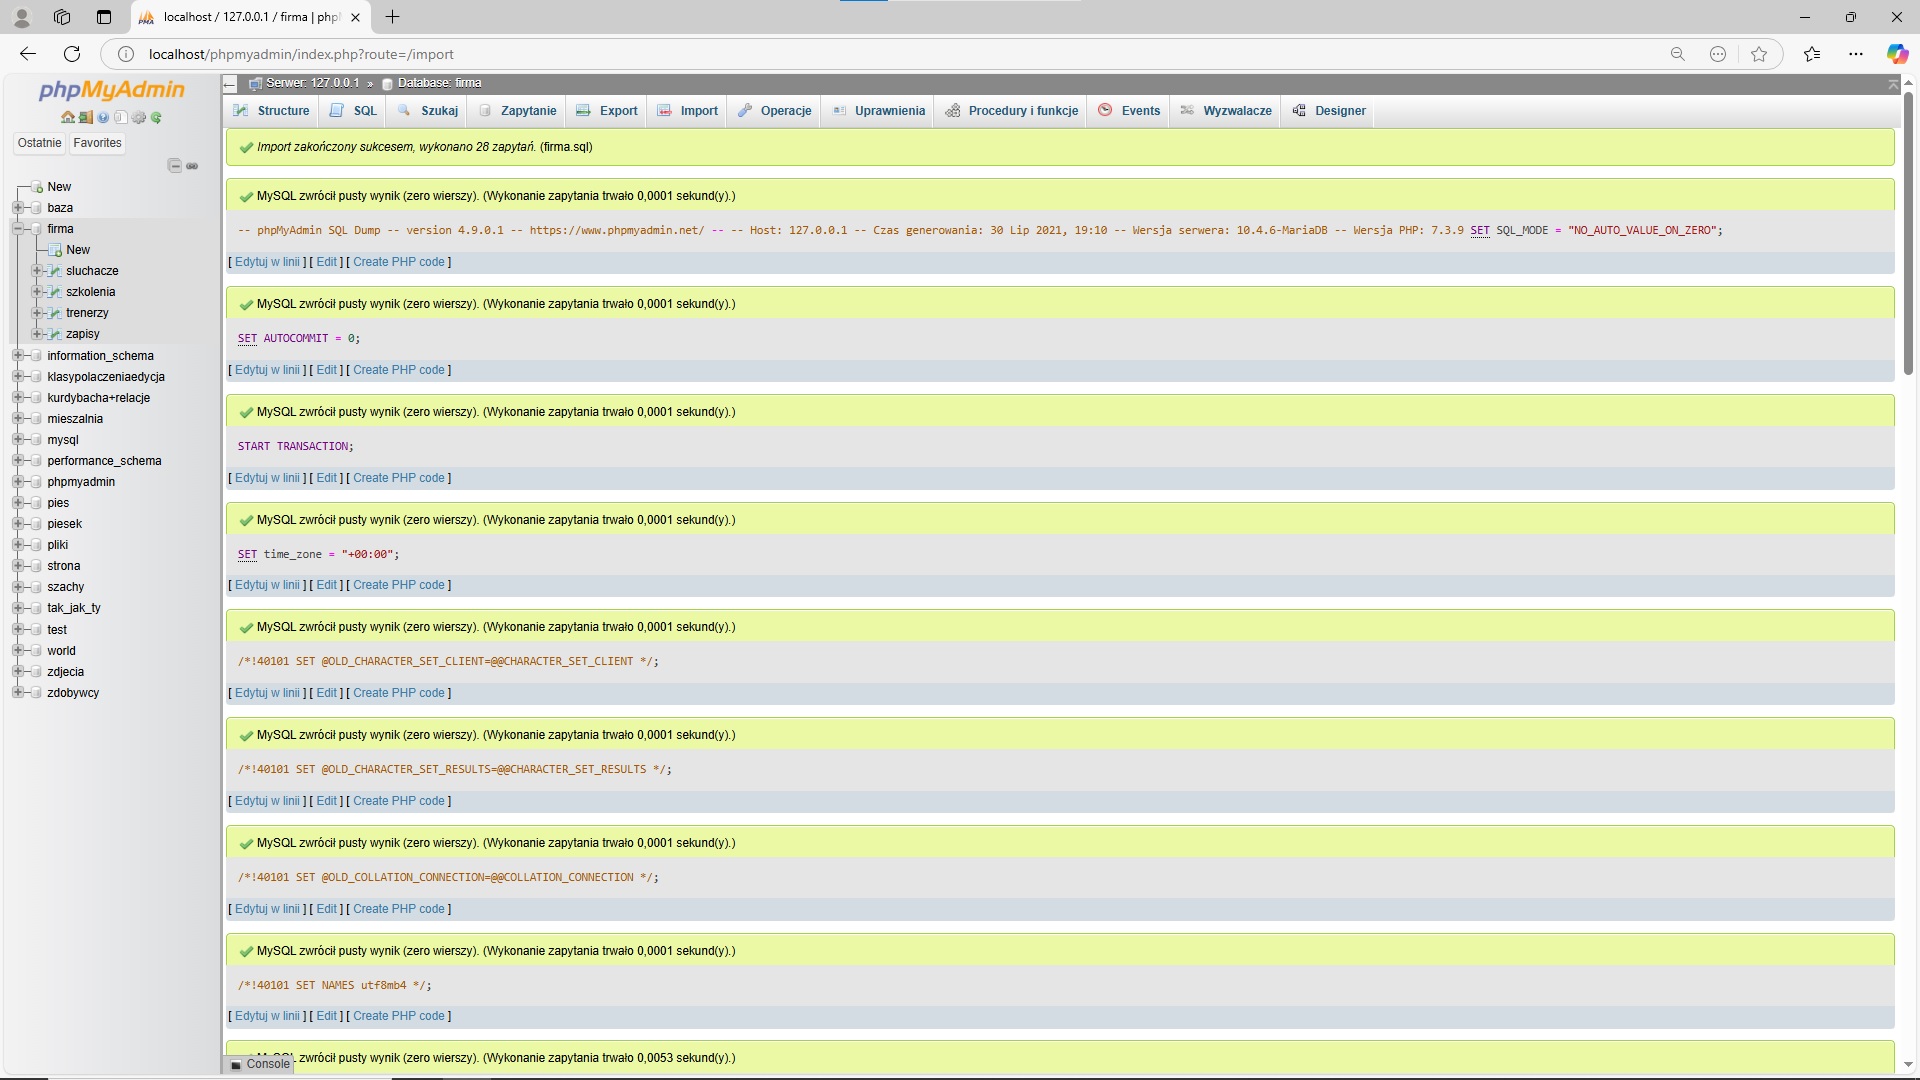 localhost / 127.0.0.1 / firma | php
localhost/phpmyadmin/index.php?route=/import
phpMyAdmin
Ostatnie Favorites
New
baza
firma
New
sluchacze
szkolenia
trenerzy
zapisy
information_schema
klasypolaczeniaedycja
kurdybacha+relacje
mieszalnia
mysql
performance_schema
phpmyadmin
pies
piesek
pliki
strona
szachy
tak_jak_ty
test
world
zdjecia
zdobywcy
Serwer: 127.0.0.1 » Database: firma
Structure SQL Szukaj Zapytanie Export Import Operacje Uprawnienia Procedury i funkcje Events Wyzwalacze Designer
Import zakończony sukcesem, wykonano 28 zapytań. (firma.sql)
MySQL zwrócił pusty wynik (zero wierszy). (Wykonanie zapytania trwało 0,0001 sekund(y).)
-- phpMyAdmin SQL Dump -- version 4.9.0.1 -- https://www.phpmyadmin.net/ -- -- Host: 127.0.0.1 -- Czas generowania: 30 Lip 2021, 19:10 -- Wersja serwera: 10.4.6-MariaDB -- Wersja PHP: 7.3.9 SET SQL_MODE = "NO_AUTO_VALUE_ON_ZERO";
[ Edytuj w linii ] [ Edit ] [ Create PHP code ]
MySQL zwrócił pusty wynik (zero wierszy). (Wykonanie zapytania trwało 0,0001 sekund(y).)
SET AUTOCOMMIT = 0;
[ Edytuj w linii ] [ Edit ] [ Create PHP code ]
MySQL zwrócił pusty wynik (zero wierszy). (Wykonanie zapytania trwało 0,0001 sekund(y).)
START TRANSACTION;
[ Edytuj w linii ] [ Edit ] [ Create PHP code ]
MySQL zwrócił pusty wynik (zero wierszy). (Wykonanie zapytania trwało 0,0001 sekund(y).)
SET time_zone = "+00:00";
[ Edytuj w linii ] [ Edit ] [ Create PHP code ]
MySQL zwrócił pusty wynik (zero wierszy). (Wykonanie zapytania trwało 0,0001 sekund(y).)
/*!40101 SET @OLD_CHARACTER_SET_CLIENT=@@CHARACTER_SET_CLIENT */;
[ Edytuj w linii ] [ Edit ] [ Create PHP code ]
MySQL zwrócił pusty wynik (zero wierszy). (Wykonanie zapytania trwało 0,0001 sekund(y).)
/*!40101 SET @OLD_CHARACTER_SET_RESULTS=@@CHARACTER_SET_RESULTS */;
[ Edytuj w linii ] [ Edit ] [ Create PHP code ]
MySQL zwrócił pusty wynik (zero wierszy). (Wykonanie zapytania trwało 0,0001 sekund(y).)
/*!40101 SET @OLD_COLLATION_CONNECTION=@@COLLATION_CONNECTION */;
[ Edytuj w linii ] [ Edit ] [ Create PHP code ]
MySQL zwrócił pusty wynik (zero wierszy). (Wykonanie zapytania trwało 0,0001 sekund(y).)
/*!40101 SET NAMES utf8mb4 */;
[ Edytuj w linii ] [ Edit ] [ Create PHP code ]
MySQL zwrócił pusty wynik (zero wierszy). (Wykonanie zapytania trwało 0,0053 sekund(y).)
Console